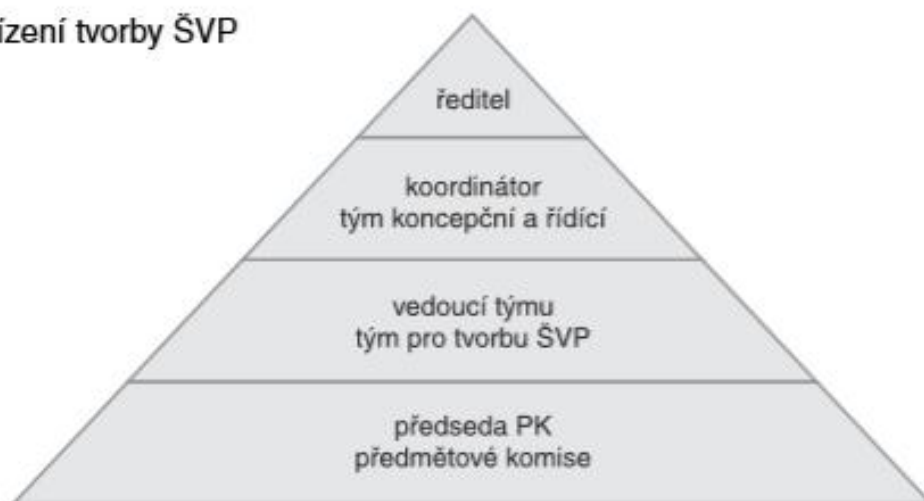 ízení tvorby ŠVP
ředitel
koordinátor
tým koncepční a řídící
vedoucí týmu
tým pro tvorbu ŠVP
předseda PK
předmětové komise